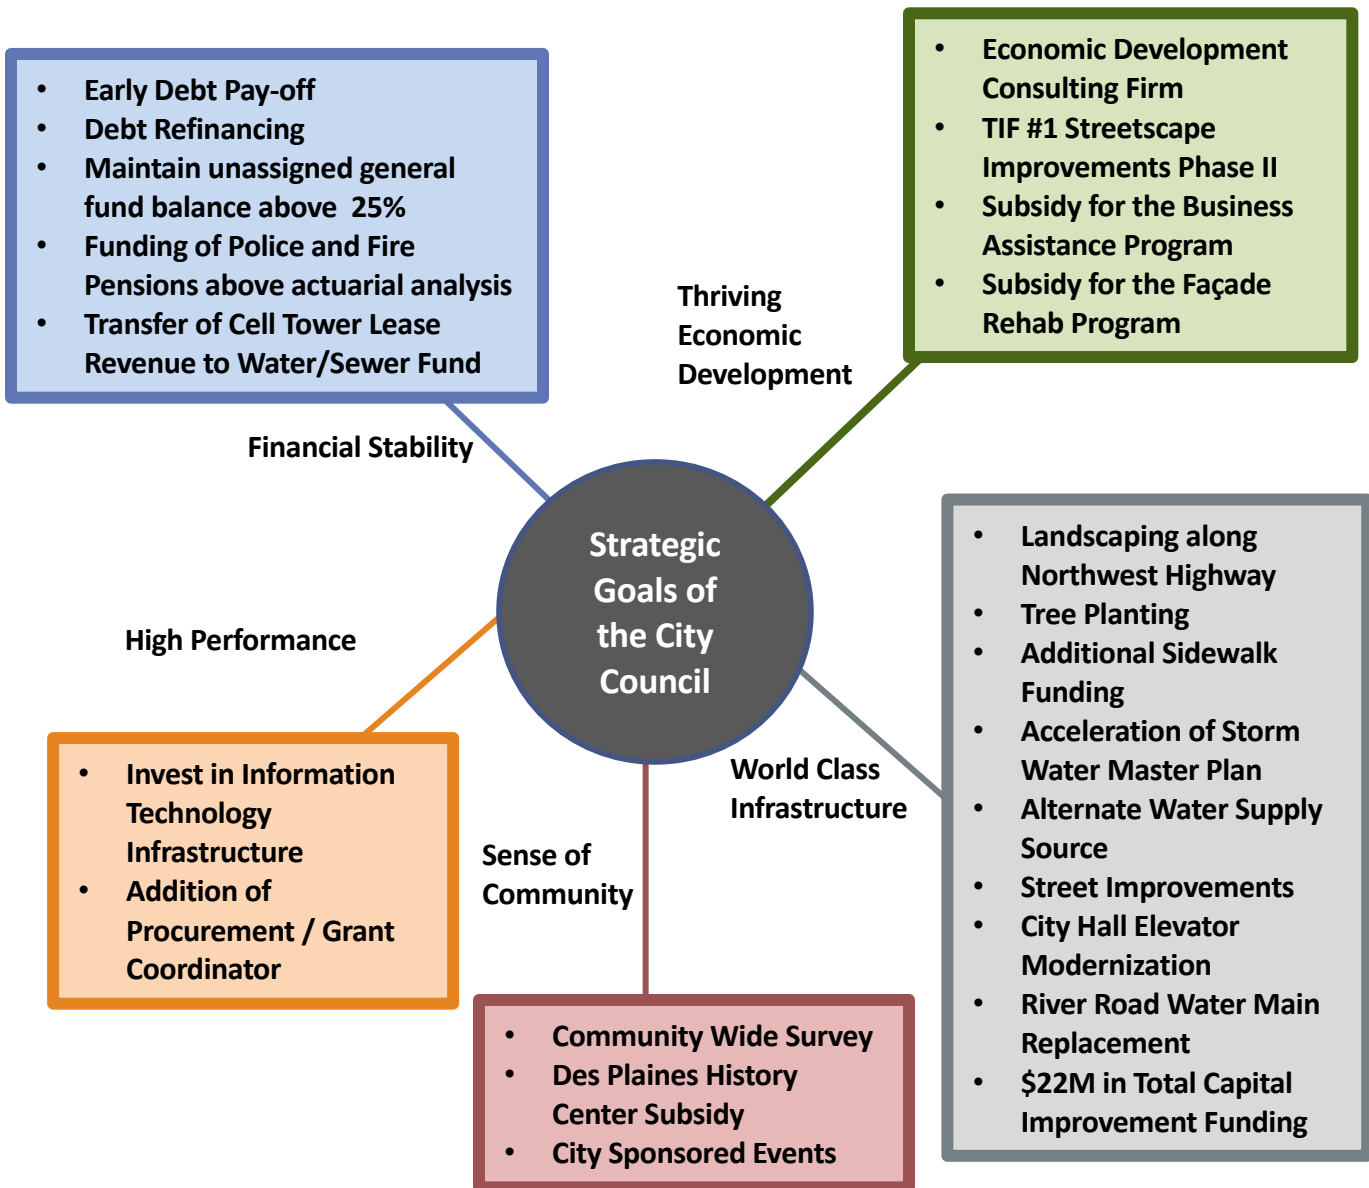 • Early Debt Pay-off
• Debt Refinancing
• Maintain unassigned general
fund balance above 25%
• Funding of Police and Fire
Pensions above actuarial analysis
• Transfer of Cell Tower Lease
Revenue to Water/Sewer Fund
Financial Stability
• Economic Development
Consulting Firm
• TIF #1 Streetscape
Improvements Phase II
• Subsidy for the Business
Assistance Program
• Subsidy for the Façade
Rehab Program
Thriving
Economic
Development
Strategic
Goals of
the City
Council
High Performance
• Invest in Information
Technology
Infrastructure
• Addition of
Procurement / Grant
Coordinator
Sense of
Community
• Community Wide Survey
• Des Plaines History
Center Subsidy
• City Sponsored Events
World Class
Infrastructure
• Landscaping along
Northwest Highway
• Tree Planting
• Additional Sidewalk
Funding
• Acceleration of Storm
Water Master Plan
• Alternate Water Supply
Source
• Street Improvements
• City Hall Elevator
Modernization
• River Road Water Main
Replacement
• $22M in Total Capital
Improvement Funding